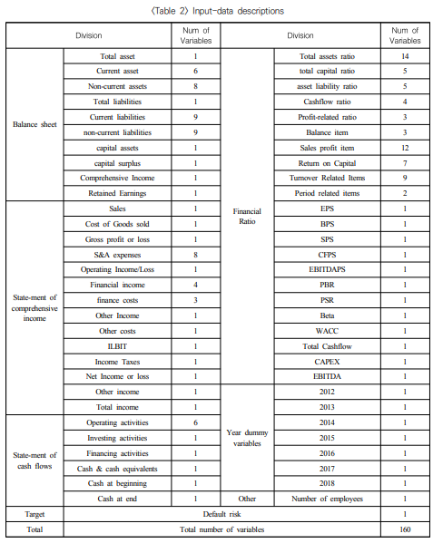 〈Table 2〉 Input-data descriptions
Division Num of Variables Division Num of Variables
Balance sheet Total asset 1 Financial Ratio Total assets ratio 14
Current asset 6 total capital ratio 5
Non-current assets 8 asset liability ratio 5
Total liabilities 1 Cashflow ratio 4
Current liabilities 9 Profit-related ratio 3
non-current liabilities 9 Balance item 3
capital assets 1 Sales profit item 12
capital surplus 1 Return on Capital 7
Comprehensive Income 1 Turnover Related Items 9
Retained Earnings 1 Period related items 2
State-ment of comprehensive income Sales 1 EPS 1
Cost of Goods sold 1 BPS 1
Gross profit or loss 1 SPS 1
S&A expenses 8 CFPS 1
Operating Income/Loss 1 EBITDAPS 1
Financial income 4 PBR 1
finance costs 3 PSR 1
Other Income 1 Beta 1
Other costs 1 WACC 1
ILBIT 1 Total Cashflow 1
Income Taxes 1 CAPEX 1
Net Income or loss 1 EBITDA 1
Other income 1 Year dummy variables 2012 1
Total income 1 2013 1
State-ment of cash flows Operating activities 6 2014 1
Investing activities 1 2015 1
Financing activities 1 2016 1
Cash & cash equivalents 1 2017 1
Cash at beginning 1 2018 1
Cash at end 1 Other Number of employees 1
Target Default risk 1
Total Total number of variables 160